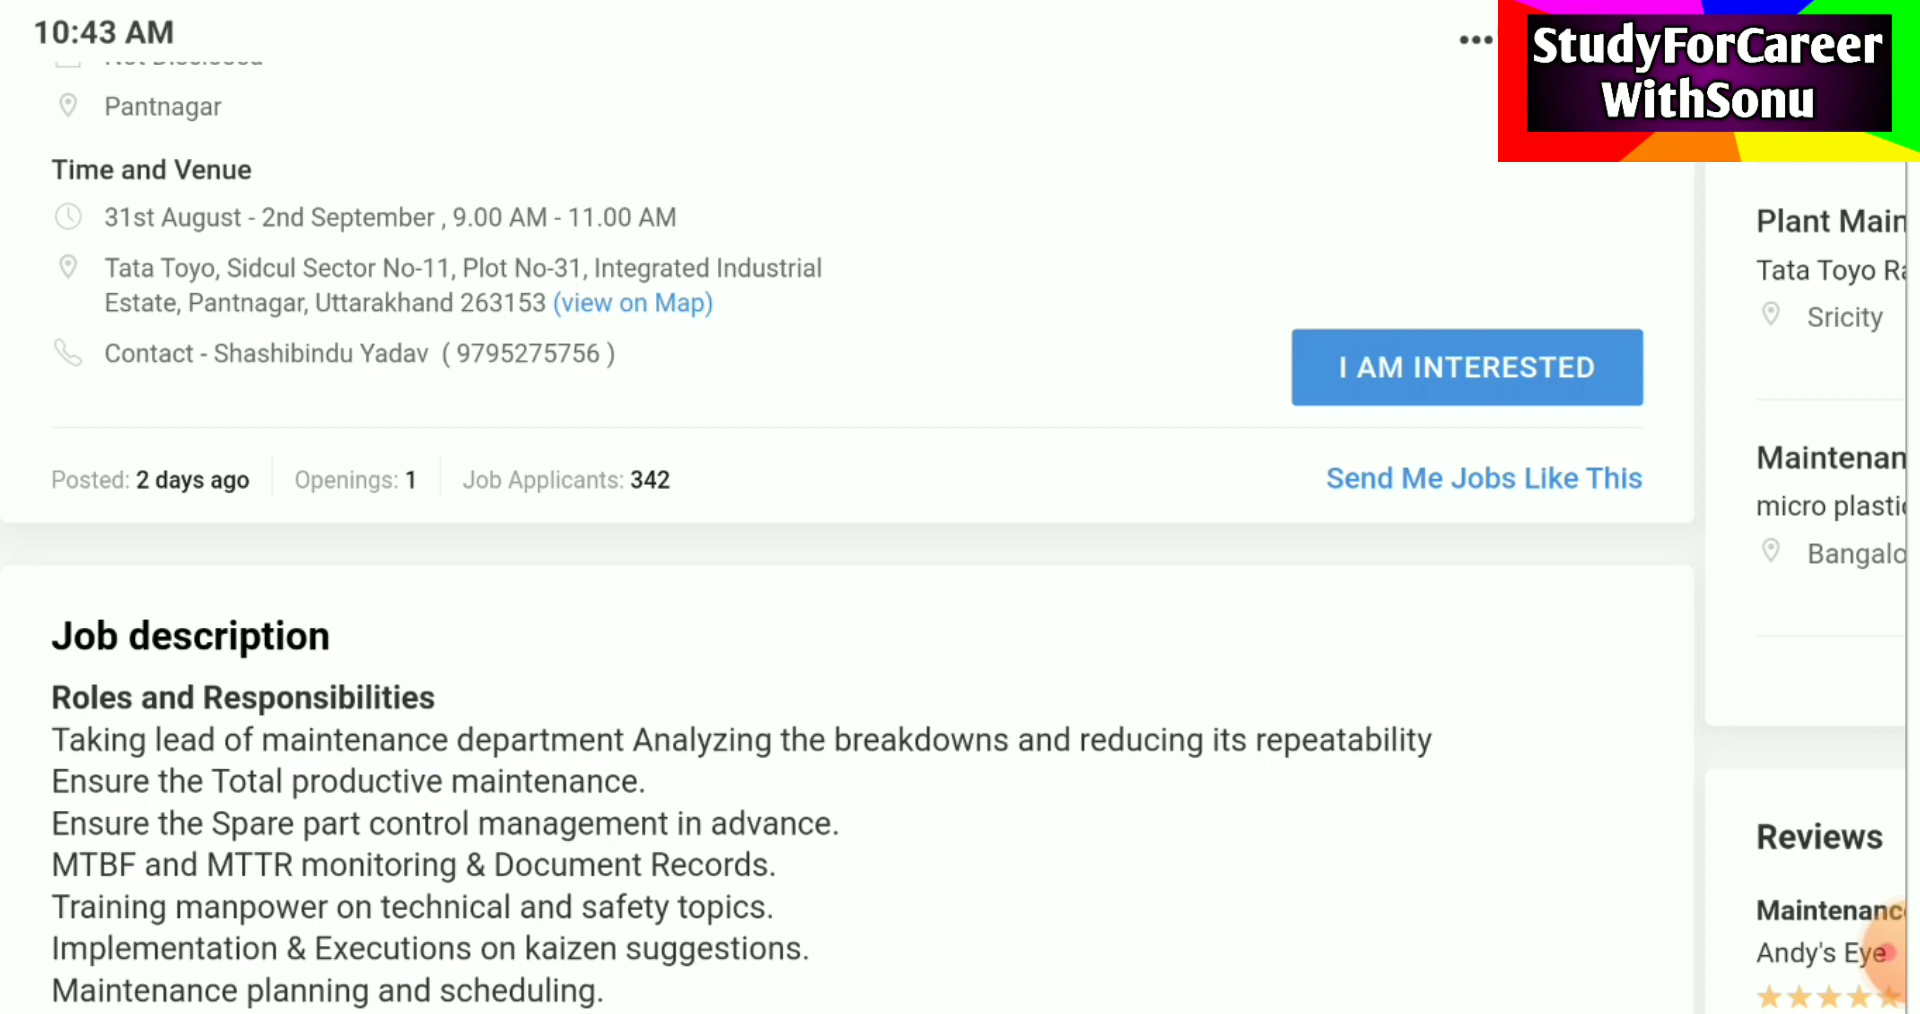 10:43 AM
•••
StudyForCareer
WithSonu
Pantnagar
Time and Venue
31st August - 2nd September , 9.00 AM - 11.00 AM
Tata Toyo, Sidcul Sector No-11, Plot No-31, Integrated Industrial
Estate, Pantnagar, Uttarakhand 263153 (view on Map)
Contact - Shashibindu Yadav ( 9795275756 )
I AM INTERESTED
Posted: 2 days ago
Openings: 1
Job Applicants: 342
Send Me Jobs Like This
Job description
Roles and Responsibilities
Taking lead of maintenance department Analyzing the breakdowns and reducing its repeatability
Ensure the Total productive maintenance.
Ensure the Spare part control management in advance.
MTBF and MTTR monitoring & Document Records.
Training manpower on technical and safety topics.
Implementation & Executions on kaizen suggestions.
Maintenance planning and scheduling.
Plant
Tata Toyo
Sricity
micro
Reviews
Andy's Eye